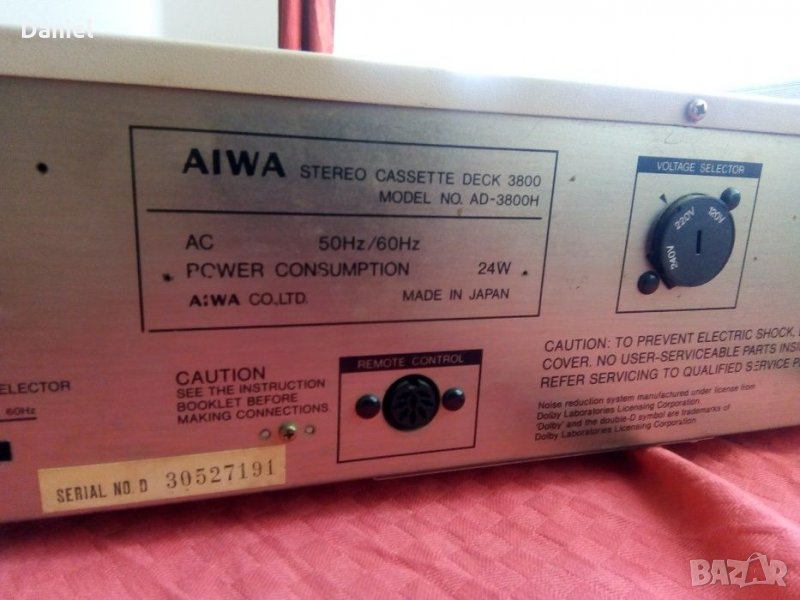 Daniel
AIWA STEREO CASSETTE DECK 3800
MODEL NO. AD-3800H
AC 50Hz/60Hz
POWER CONSUMPTION 24W
AIWA CO.,LTD. MADE IN JAPAN
VOLTAGE SELECTOR
240V 220V 120V
CAUTION: TO PREVENT ELECTRIC SHOCK,
COVER. NO USER-SERVICEABLE PARTS INSI
REFER SERVICING TO QUALIFIED SERVICE P
Noise reduction system manufactured under license from
Dolby Laboratories Licensing Corporation.
'Dolby' and the double-D symbol are trademarks of
Dolby Laboratories Licensing Corporation.
REMOTE CONTROL
CAUTION
SEE THE INSTRUCTION
BOOKLET BEFORE
MAKING CONNECTIONS.
ELECTOR
60Hz
SERIAL NO. D 30527191
BAZAR